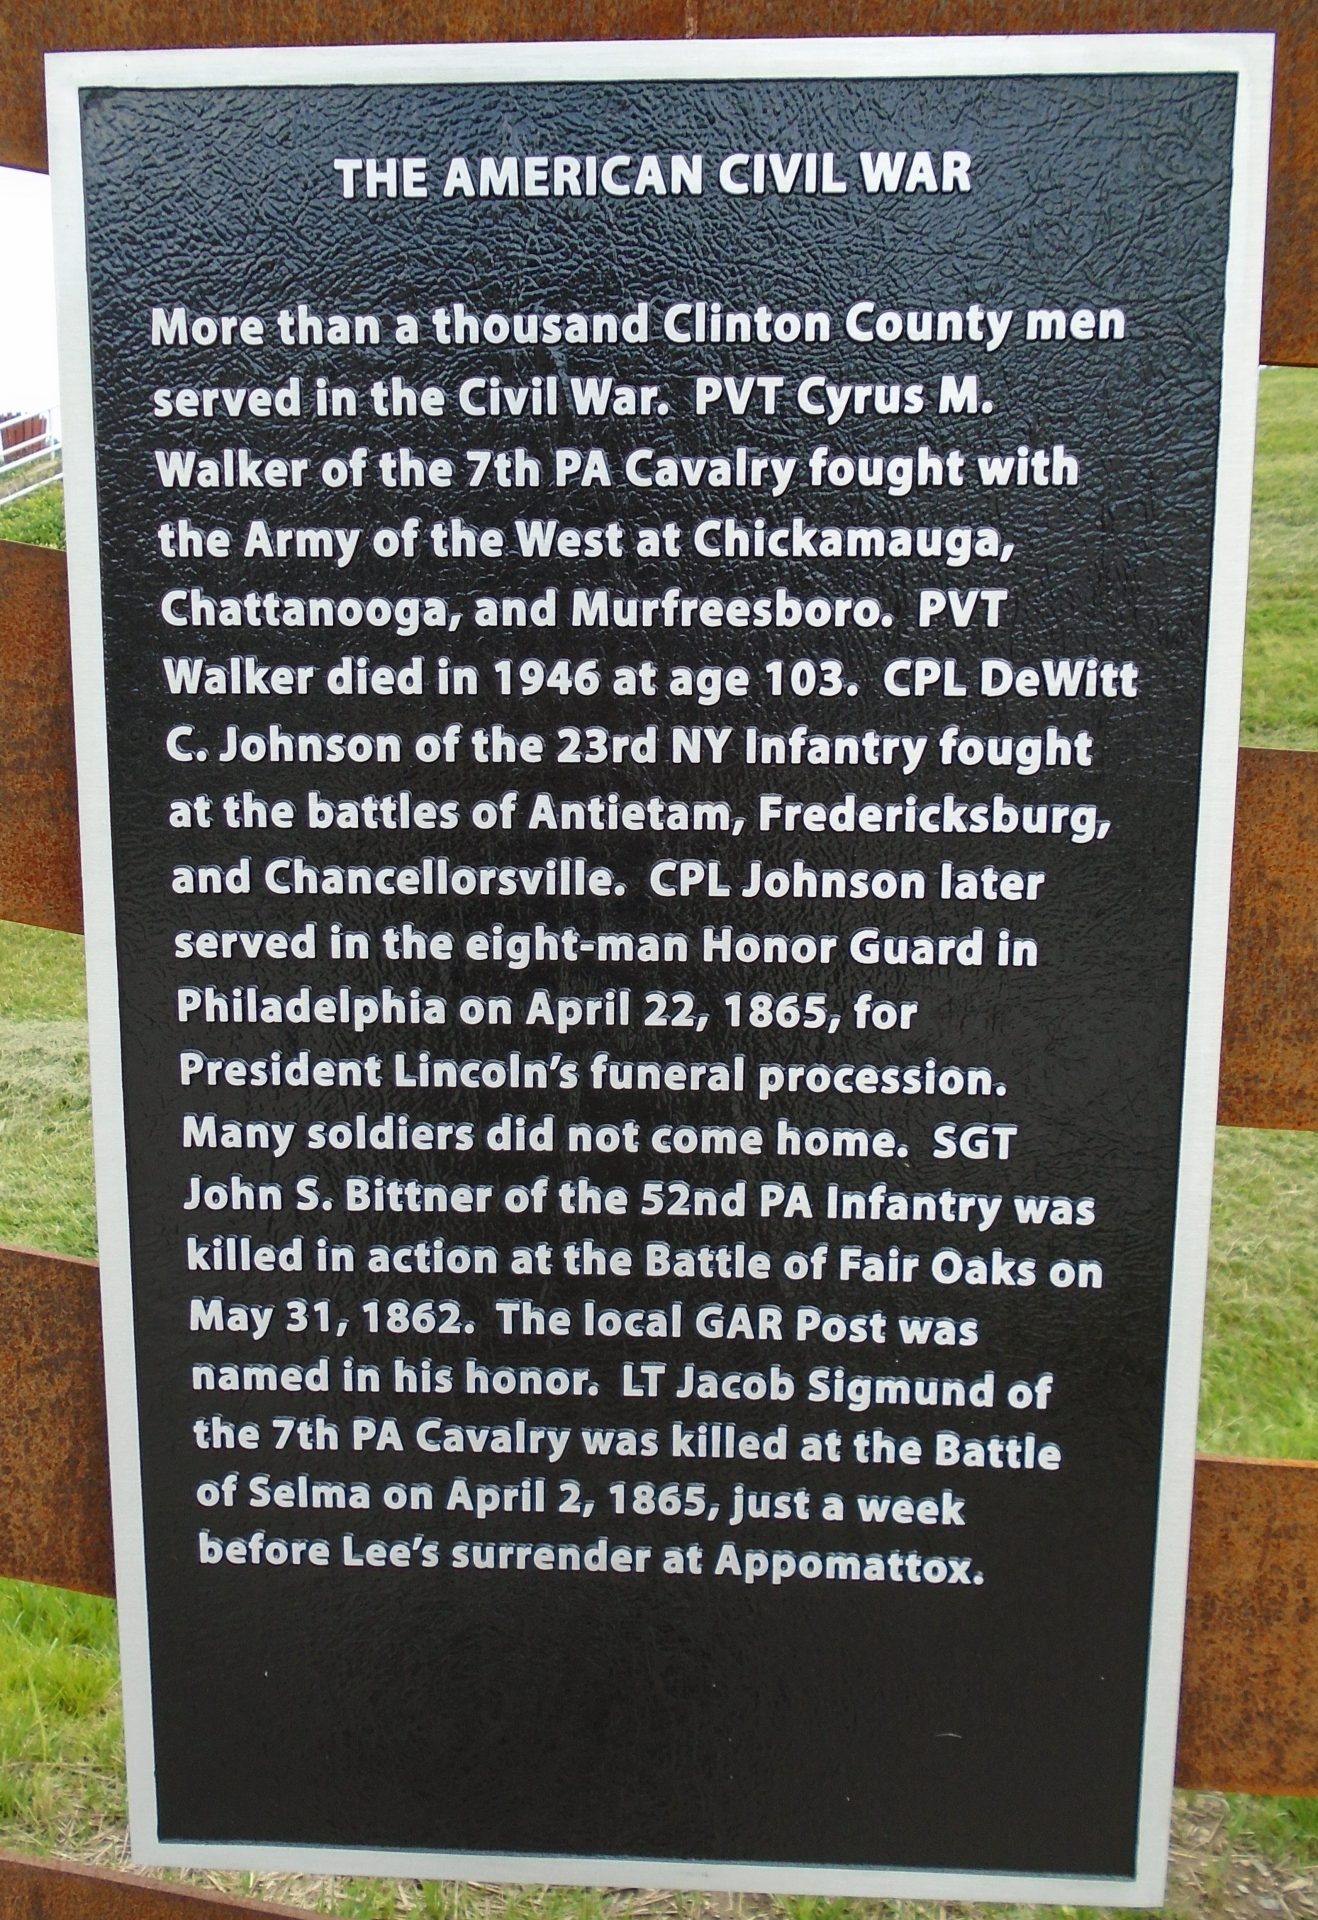 THE AMERICAN CIVIL WAR
More than a thousand Clinton County men
served in the Civil War. PVT Cyrus M.
Walker of the 7th PA Cavalry fought with
the Army of the West at Chickamauga,
Chattanooga, and Murfreesboro. PVT
Walker died in 1946 at age 103. CPL DeWitt
C. Johnson of the 23rd NY Infantry fought
at the battles of Antietam, Fredericksburg,
and Chancellorsville. CPL Johnson later
served in the eight-man Honor Guard in
Philadelphia on April 22, 1865, for
President Lincoln's funeral procession.
Many soldiers did not come home. SGT
John S. Bittner of the 52nd PA Infantry was
killed in action at the Battle of Fair Oaks on
May 31, 1862. The local GAR Post was
named in his honor. LT Jacob Sigmund of
the 7th PA Cavalry was killed at the Battle
of Selma on April 2, 1865, just a week
before Lee's surrender at Appomattox.